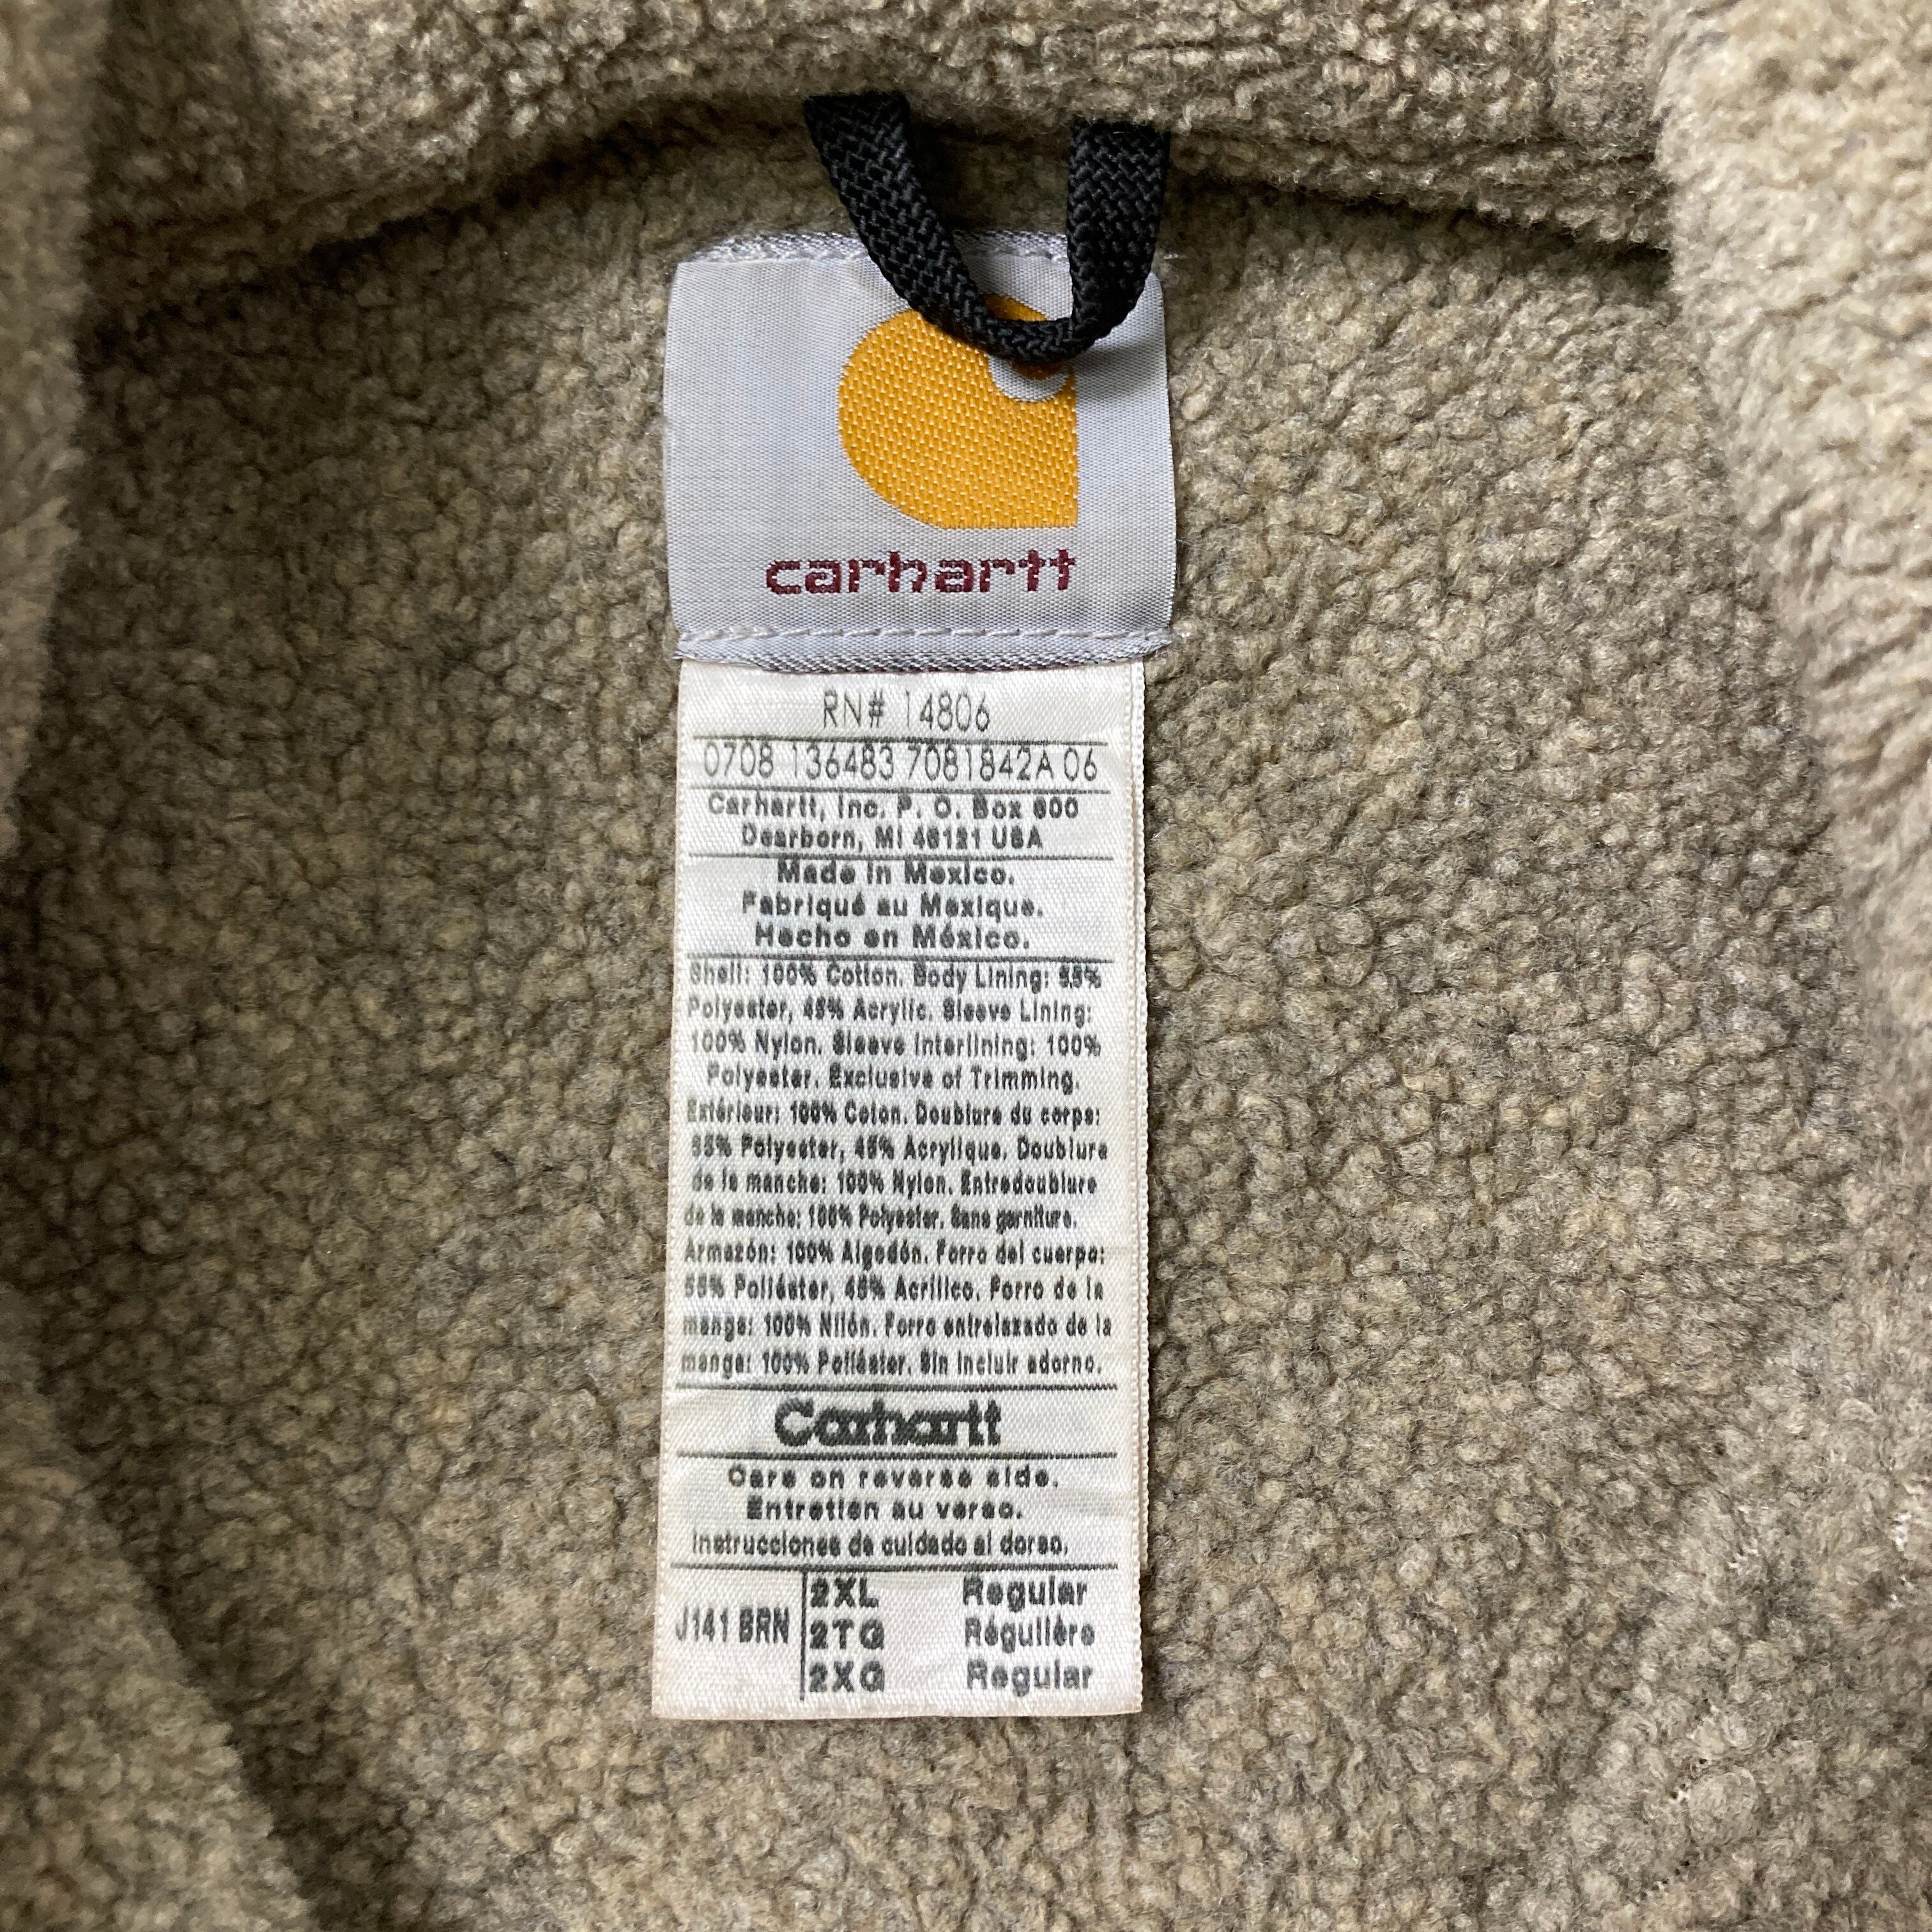 carhartt
RN# 14806
0708 136483 7081842A 06
Carhartt, Inc. P. O. Box 600
Dearborn, MI 48121 USA
Made in Mexico.
Fabriqué au Mexique.
Hecho en México.
Shell: 100% Cotton. Body Lining: 55%
Polyester, 45% Acrylic. Sleeve Lining:
100% Nylon. Sleeve Interlining: 100%
Polyester. Exclusive of Trimming.
Extérieur: 100% Coton. Doublure du corps:
55% Polyester, 45% Acrylique. Doublure
de la manche: 100% Nylon. Entredoublure
de la manche: 100% Polyester. Sans garniture.
Armazón: 100% Algodón. Forro del cuerpo:
55% Poliéster, 45% Acrílico. Forro de la
manga: 100% Nilón. Forro entrelazado de la
manga: 100% Poliéster. Sin incluir adorno.
Carhartt
Care on reverse side.
Entretien au verso.
Instrucciones de cuidado al dorso.
J141 BRN 2XL Regular
2TG Régulière
2XG Regular